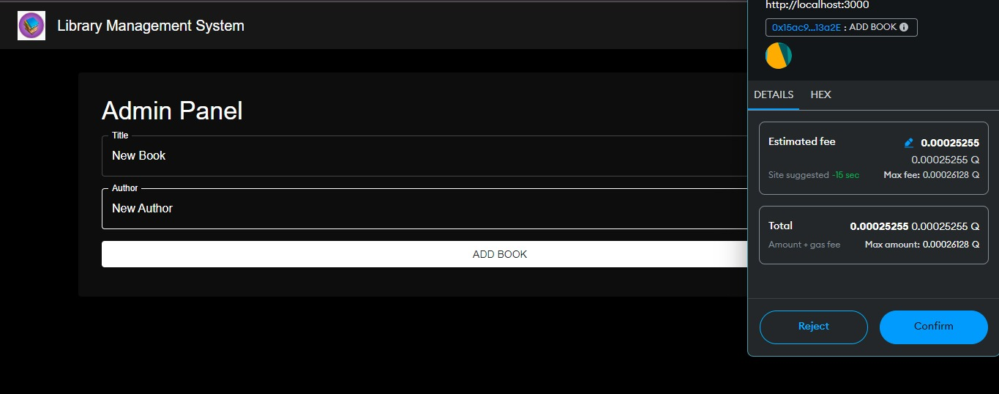 Library Management System
Admin Panel
Title
New Book
Author
New Author
ADD BOOK
http://localhost:3000
0x15ac9...13a2E : ADD BOOK
DETAILS HEX
Estimated fee 0.00025255
0.00025255 Q
Site suggested ~15 sec Max fee: 0.00026128 Q
Total 0.00025255 0.00025255 Q
Amount + gas fee Max amount: 0.00026128 Q
Reject Confirm